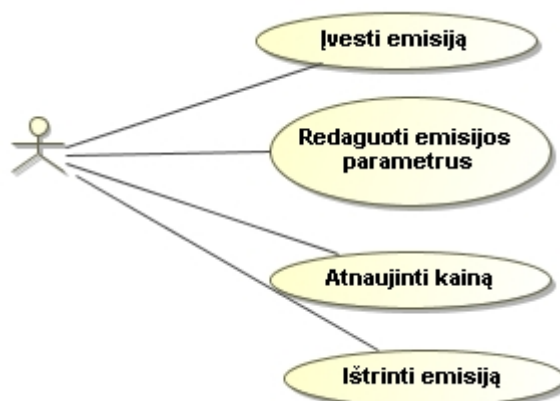 Įvesti emisiją
Redaguoti emisijos
parametrus
Atnaujinti kainą
Ištrinti emisiją